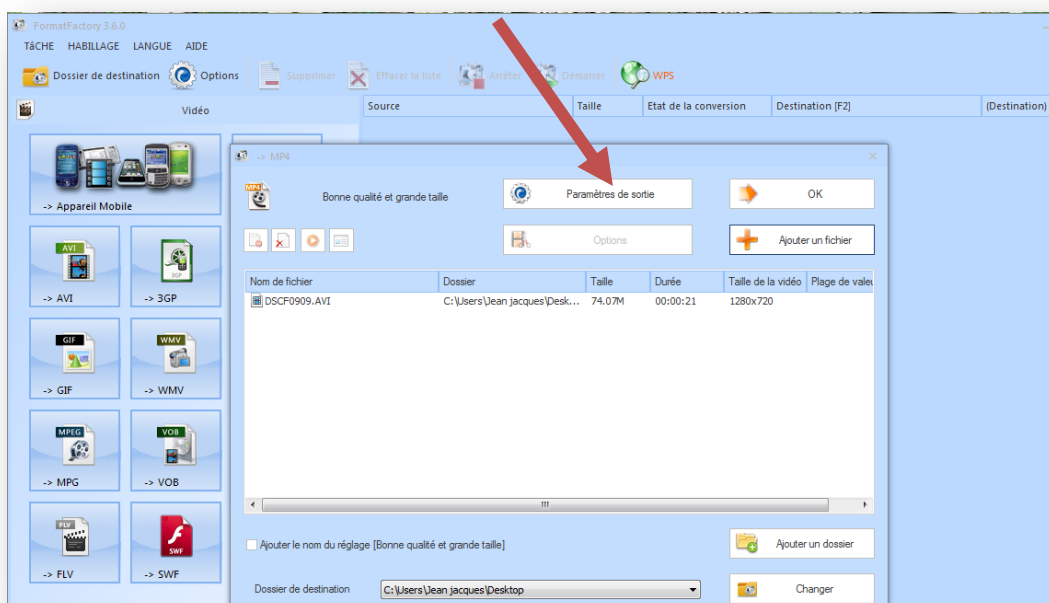 FormatFactory 3.6.0
TâCHE HABILLAGE LANGUE AIDE
Dossier de destination Options Supprimer Effacer la liste Arrêter Démarrer WPS
Vidéo Source Taille Etat de la conversion Destination [F2] (Destination)
-> Appareil Mobile
AVI 3GP
-> AVI -> 3GP
GIF WMV
-> GIF -> WMV
MPEG VOB
-> MPG -> VOB
FLV SWF
-> FLV -> SWF
-> MP4
MP4 Bonne qualité et grande taille Paramètres de sortie OK
Options Ajouter un fichier
Nom de fichier Dossier Taille Durée Taille de la vidéo Plage de valeu
DSCF0909.AVI C:\Users\Jean jacques\Desk... 74.07M 00:00:21 1280x720
Ajouter le nom du réglage [Bonne qualité et grande taille] Ajouter un dossier
Dossier de destination C:\Users\Jean jacques\Desktop Changer